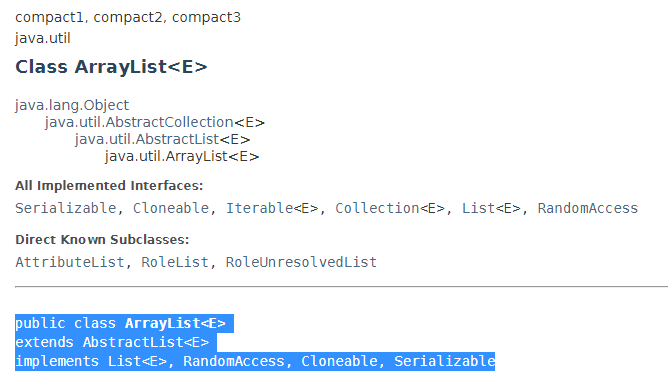 compact1, compact2, compact3
java.util
Class ArrayList<E>
java.lang.Object
java.util.AbstractCollection<E>
java.util.AbstractList<E>
java.util.ArrayList<E>
All Implemented Interfaces:
Serializable, Cloneable, Iterable<E>, Collection<E>, List<E>, RandomAccess
Direct Known Subclasses:
AttributeList, RoleList, RoleUnresolvedList
public class ArrayList<E>
extends AbstractList<E>
implements List<E>, RandomAccess, Cloneable, Serializable